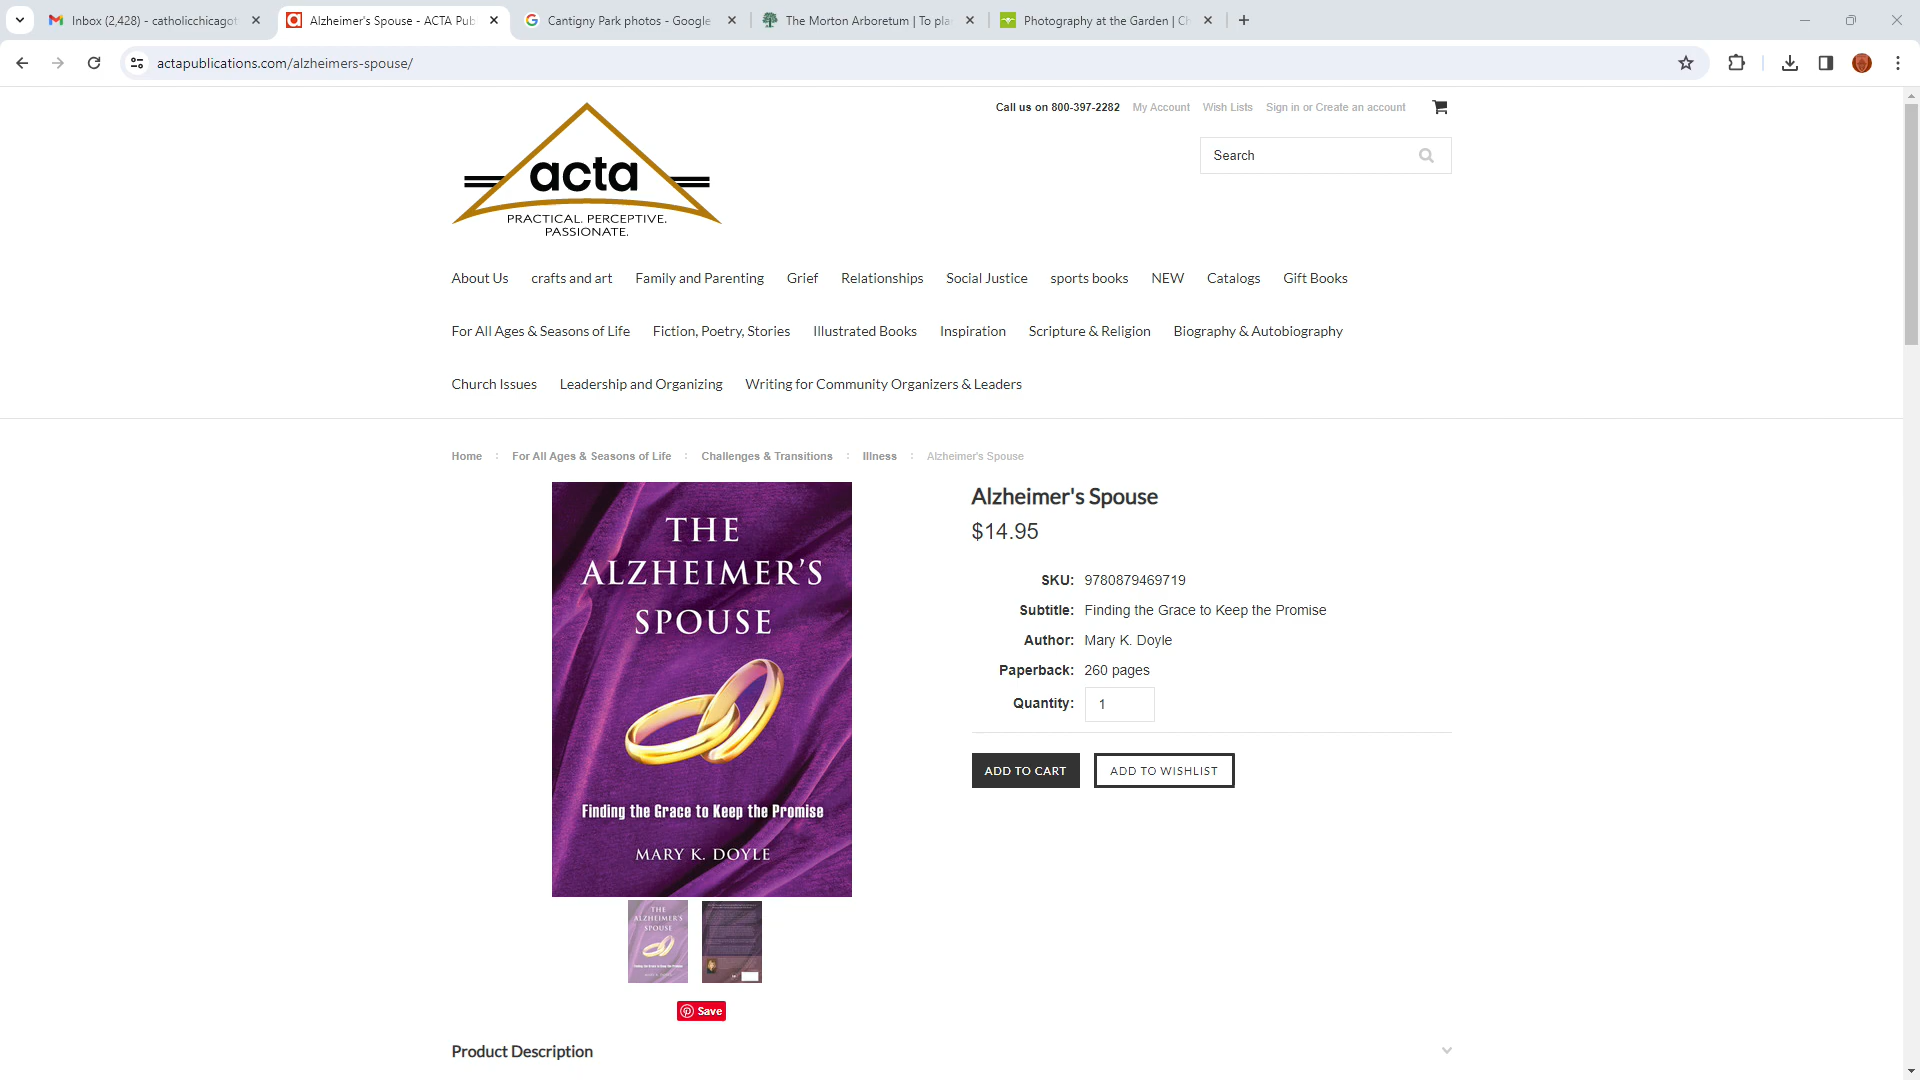 Inbox (2,428) - catholicchicagot
Alzheimer's Spouse - ACTA Pub
Cantigny Park photos - Google
The Morton Arboretum | To pla
Photography at the Garden | Ch
actapublications.com/alzheimers-spouse/
Call us on 800-397-2282 My Account Wish Lists Sign in or Create an account
acta
PRACTICAL. PERCEPTIVE.
PASSIONATE.
Search
About Us crafts and art Family and Parenting Grief Relationships Social Justice sports books NEW Catalogs Gift Books
For All Ages & Seasons of Life Fiction, Poetry, Stories Illustrated Books Inspiration Scripture & Religion Biography & Autobiography
Church Issues Leadership and Organizing Writing for Community Organizers & Leaders
Home : For All Ages & Seasons of Life : Challenges & Transitions : Illness : Alzheimer's Spouse
THE
ALZHEIMER'S
SPOUSE
Finding the Grace to Keep the Promise
MARY K. DOYLE
Alzheimer's Spouse
$14.95
SKU: 9780879469719
Subtitle: Finding the Grace to Keep the Promise
Author: Mary K. Doyle
Paperback: 260 pages
Quantity: 1
ADD TO CART ADD TO WISHLIST
THE
ALZHEIMER'S
SPOUSE
Save
Product Description